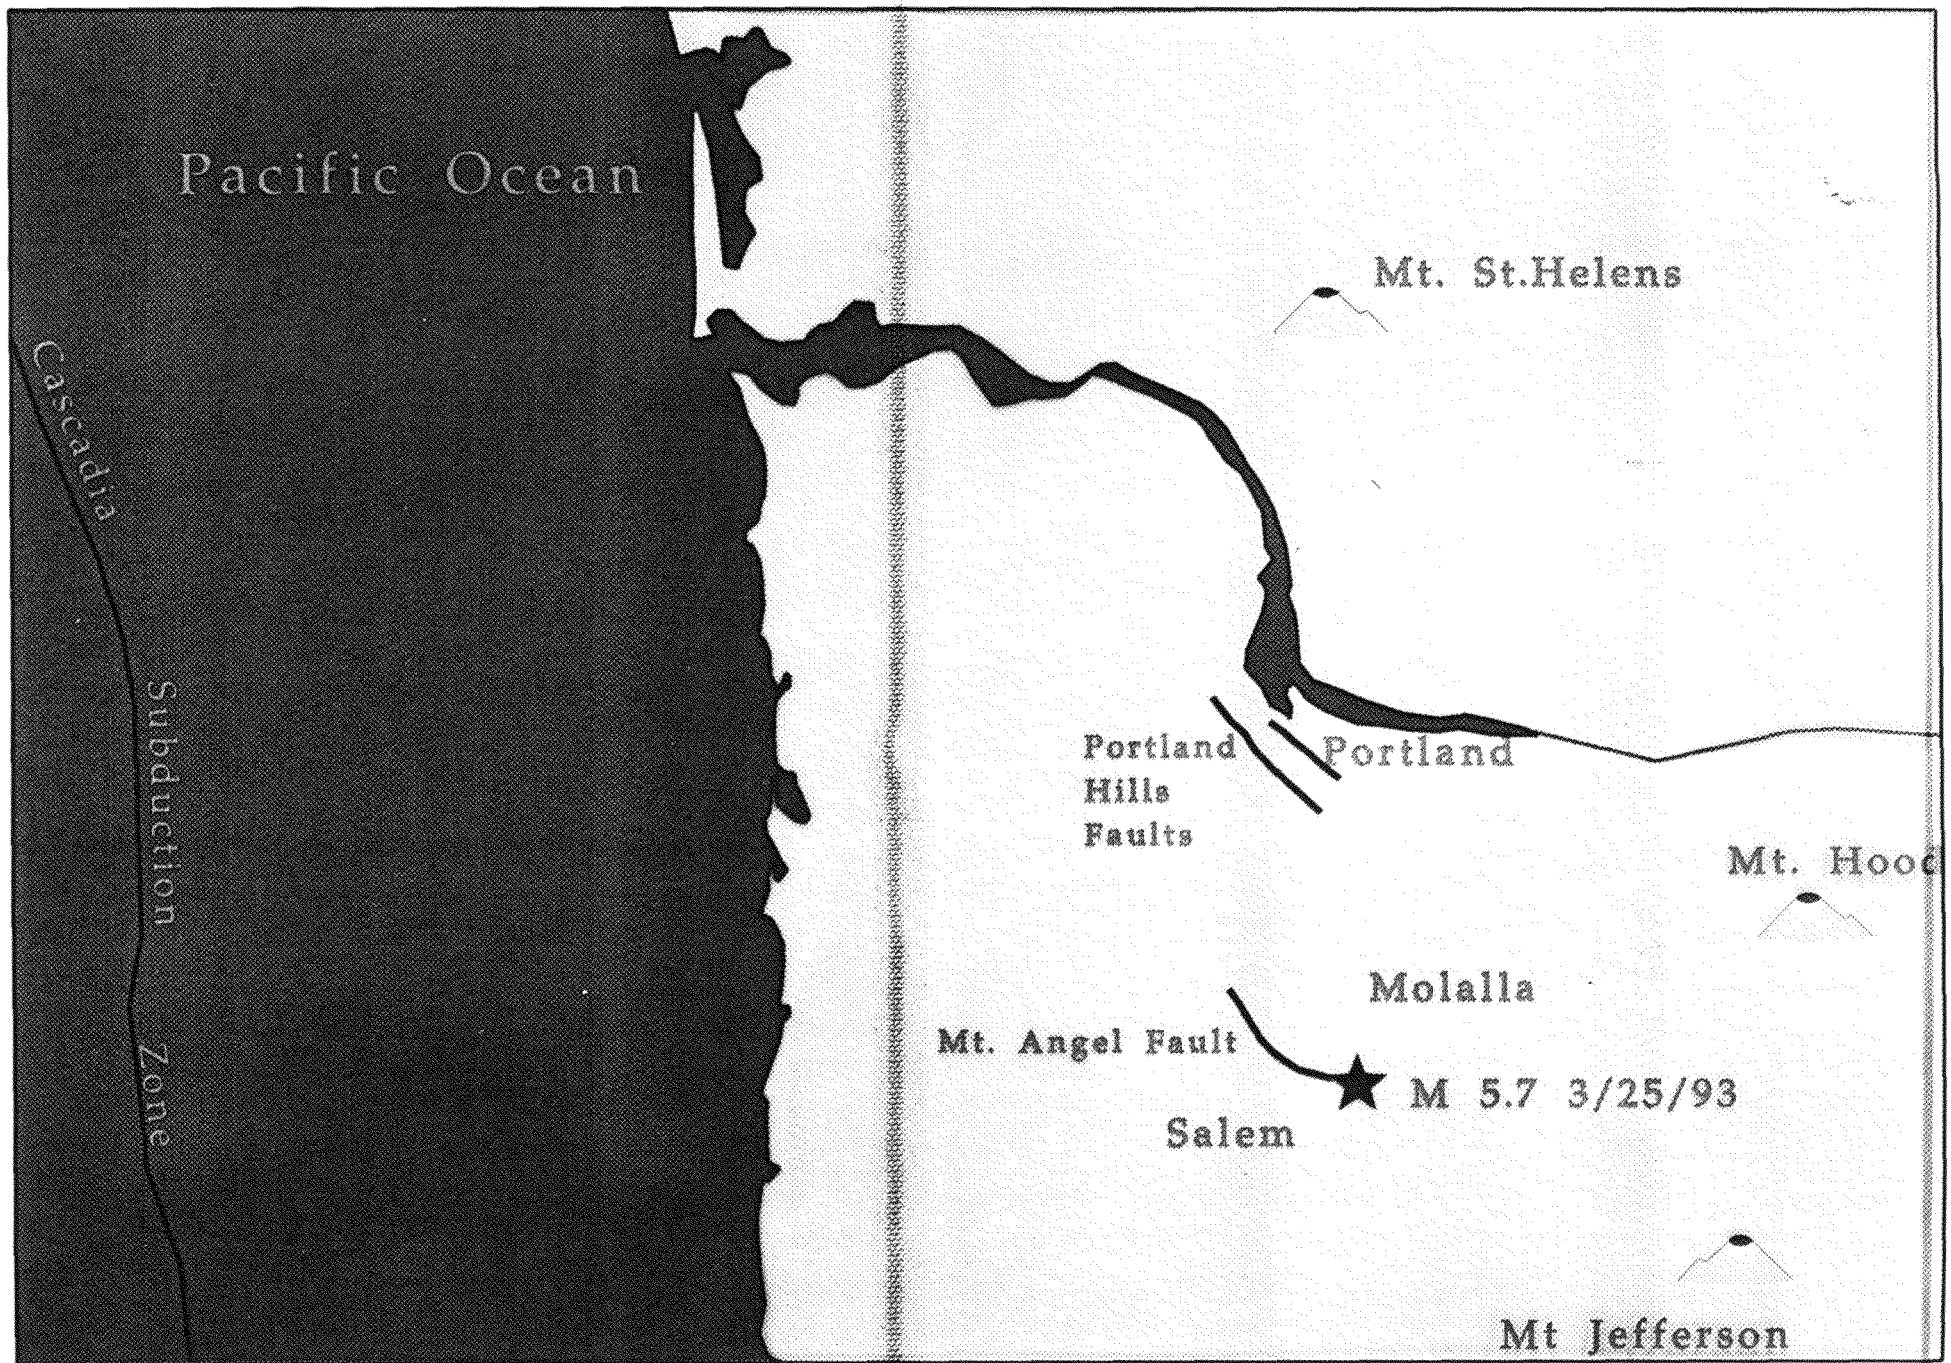 Pacific Ocean
Mt. St.Helens
Cascadia
Subduction
Zone
Portland
Hills
Faults
Portland
Mt. Hood
Molalla
Mt. Angel Fault
M 5.7 3/25/93
Salem
Mt Jefferson